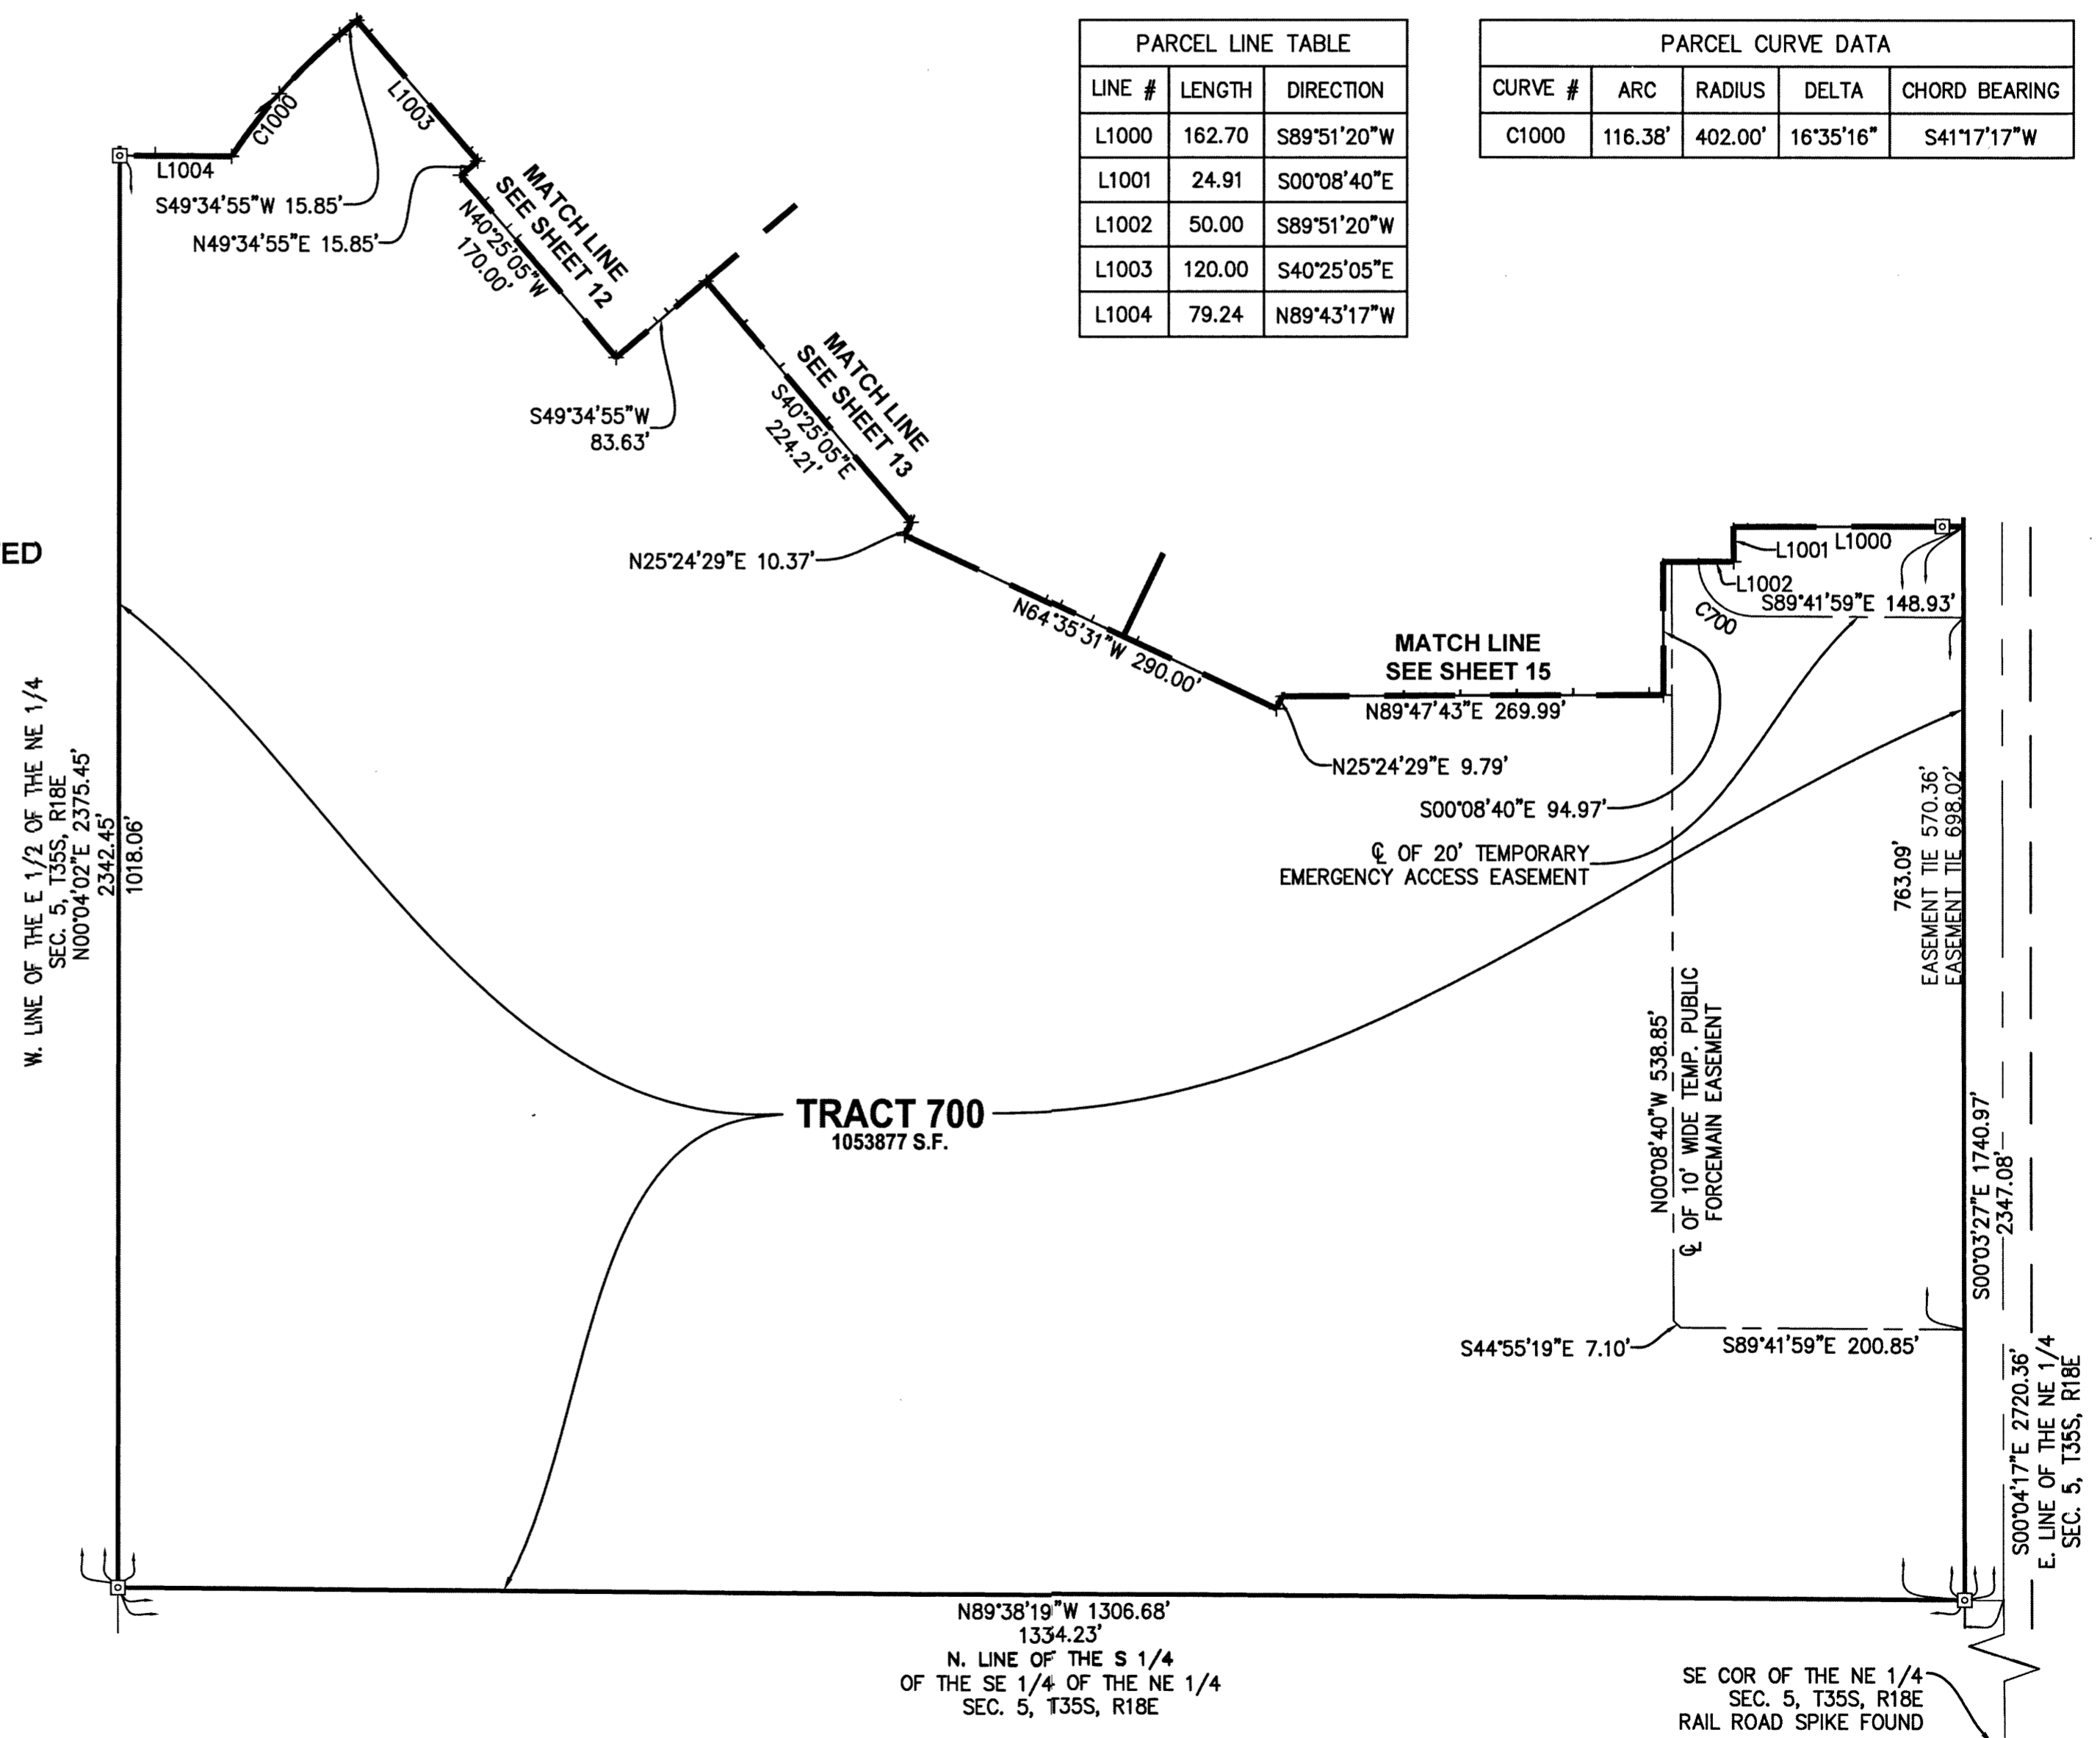 PARCEL LINE TABLE
LINE # LENGTH DIRECTION
L1000 162.70 S89°51'20"W
L1001 24.91 S00°08'40"E
L1002 50.00 S89°51'20"W
L1003 120.00 S40°25'05"E
L1004 79.24 N89°43'17"W
PARCEL CURVE DATA
CURVE # ARC RADIUS DELTA CHORD BEARING
C1000 116.38' 402.00' 16°35'16" S41°17'17"W
C1000
L1003
L1004
S49°34'55"W 15.85'
N49°34'55"E 15.85'
MATCH LINE
SEE SHEET 12
N40°25'05"W
170.00'
S49°34'55"W
83.63'
MATCH LINE
SEE SHEET 13
S40°25'05"E
224.21'
ED
N25°24'29"E 10.37'
N64°35'31"W 290.00'
MATCH LINE
SEE SHEET 15
N89°47'43"E 269.99'
N25°24'29"E 9.79'
L1001
L1000
L1002
S89°41'59"E 148.93'
C700
S00°08'40"E 94.97'
℄ OF 20' TEMPORARY
EMERGENCY ACCESS EASEMENT
W. LINE OF THE E 1/2 OF THE NE 1/4
SEC. 5, T35S, R18E
N00°04'02"E 2375.45'
2342.45'
1018.06'
763.09'
EASEMENT TIE 570.36'
EASEMENT TIE 698.02'
TRACT 700
1053877 S.F.
N00°08'40"W 538.85'
℄ OF 10' WIDE TEMP. PUBLIC
FORCEMAIN EASEMENT
S00°03'27"E 1740.97'
2347.08'
S44°55'19"E 7.10'
S89°41'59"E 200.85'
S00°04'17"E 2720.36'
E. LINE OF THE NE 1/4
SEC. 5, T35S, R18E
N89°38'19"W 1306.68'
1334.23'
N. LINE OF THE S 1/4
OF THE SE 1/4 OF THE NE 1/4
SEC. 5, T35S, R18E
SE COR OF THE NE 1/4
SEC. 5, T35S, R18E
RAIL ROAD SPIKE FOUND